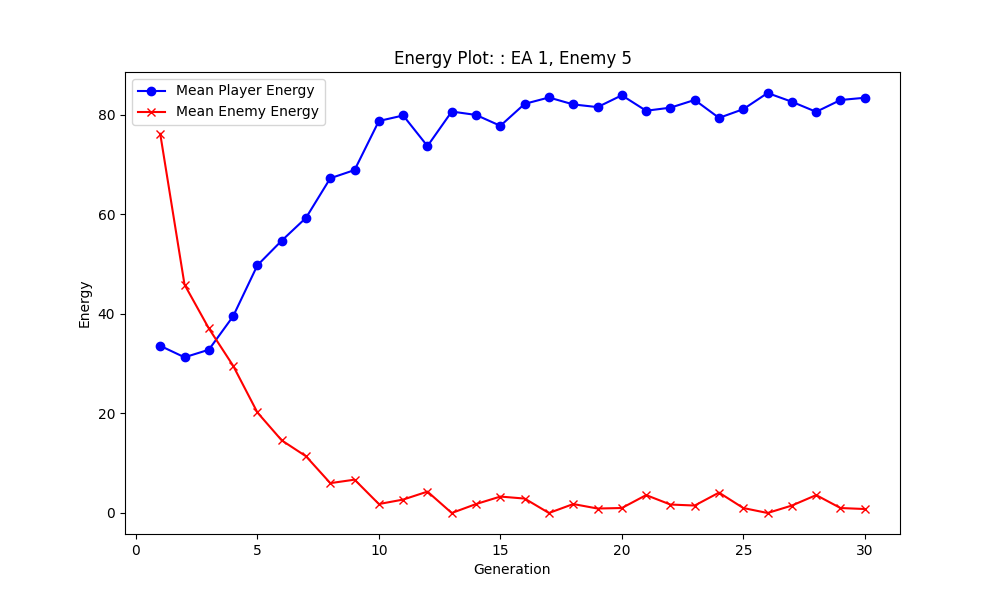 Energy Plot: : EA 1, Enemy 5
Mean Player Energy
Mean Enemy Energy
Energy
80
60
40
20
0
0 5 10 15 20 25 30
Generation